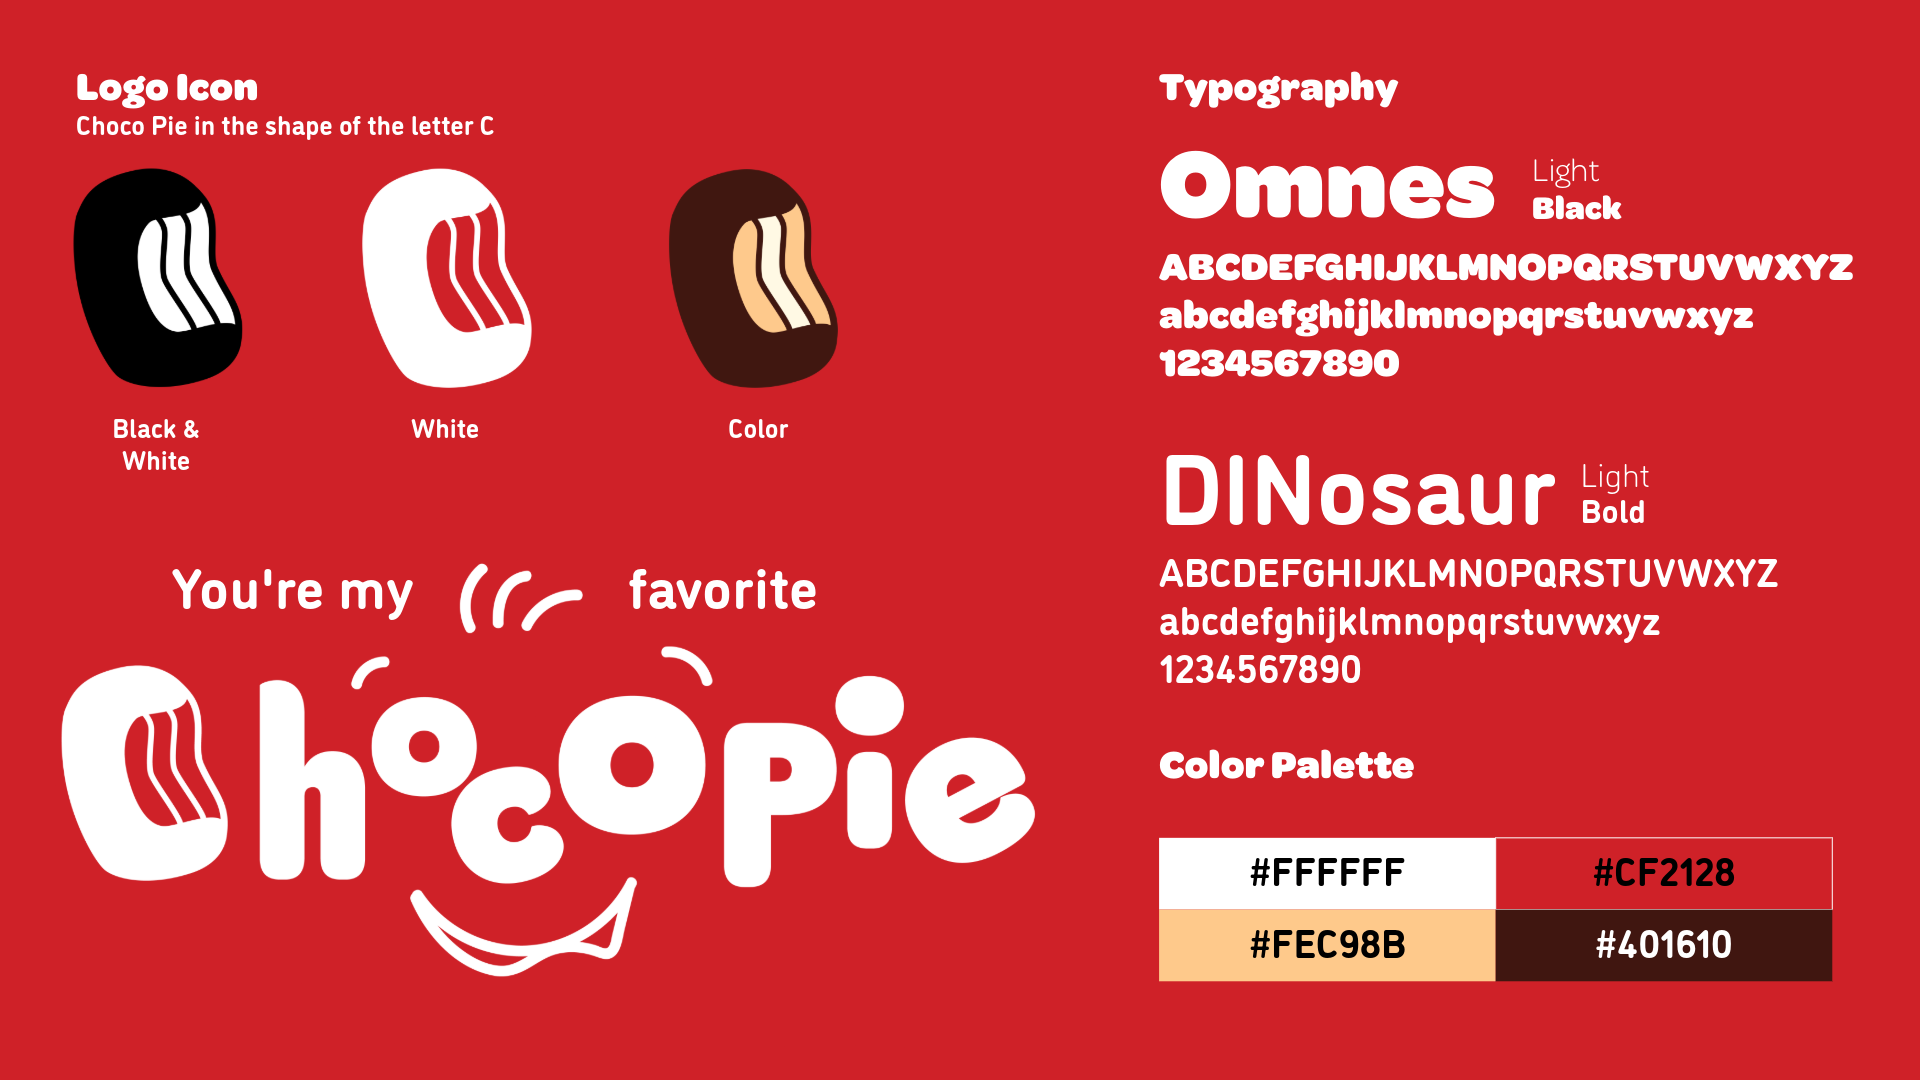 Logo Icon
Choco Pie in the shape of the letter C
Black &
White
White
Color
You're my favorite
Chocopie
Typography
Omnes
Light
Black
ABCDEFGHIJKLMNOPQRSTUVWXYZ
abcdefghijklmnopqrstuvwxyz
1234567890
DINosaur
Light
Bold
ABCDEFGHIJKLMNOPQRSTUVWXYZ
abcdefghijklmnopqrstuvwxyz
1234567890
Color Palette
#FFFFFF
#CF2128
#FEC98B
#401610